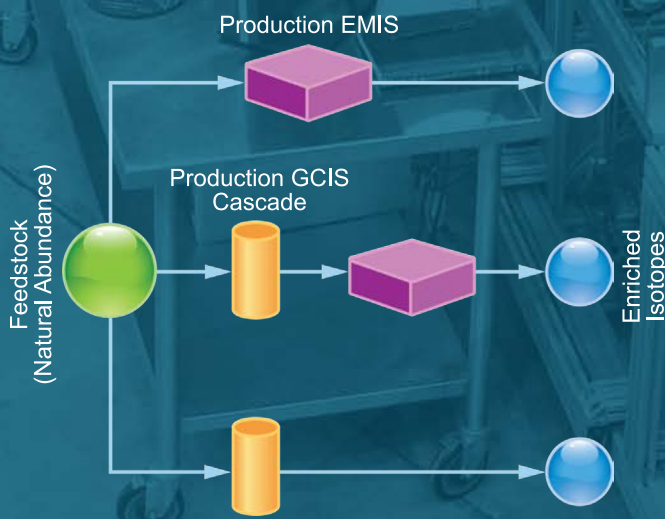 Production EMIS
Production GCIS
Cascade
Feedstock
(Natural Abundance)
Enriched
Isotopes